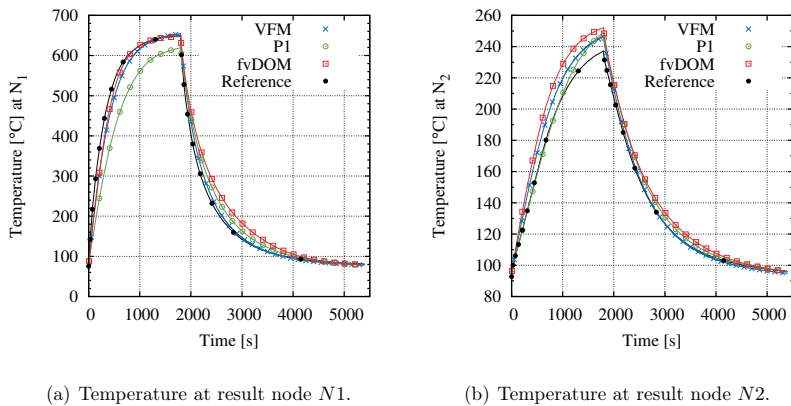 Temperature [°C] at N1
700
600
500
400
300
200
100
0
0 1000 2000 3000 4000 5000
Time [s]
VFM
P1
fvDOM
Reference
(a) Temperature at result node N1.
Temperature [°C] at N2
260
240
220
200
180
160
140
120
100
80
0 1000 2000 3000 4000 5000
Time [s]
VFM
P1
fvDOM
Reference
(b) Temperature at result node N2.